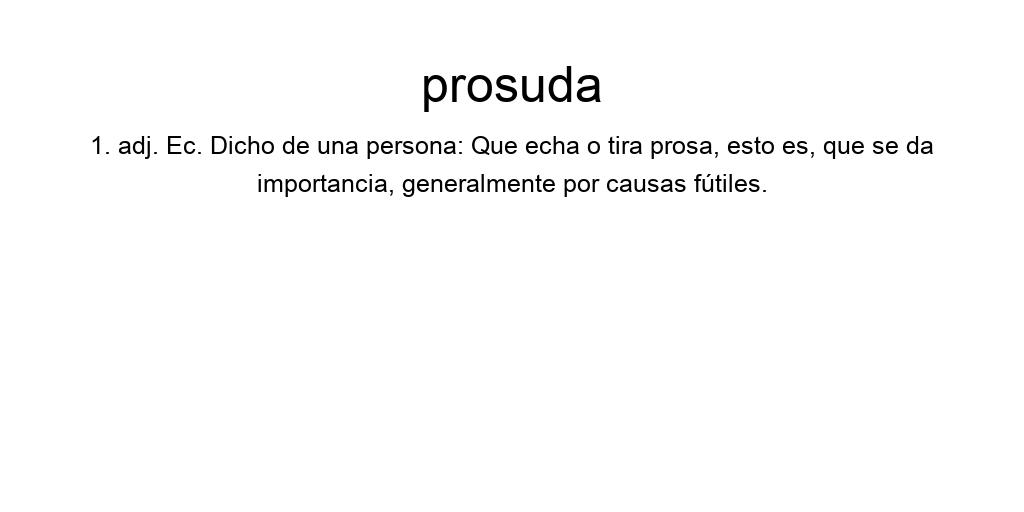 prosuda
1. adj. Ec. Dicho de una persona: Que echa o tira prosa, esto es, que se da
importancia, generalmente por causas fútiles.